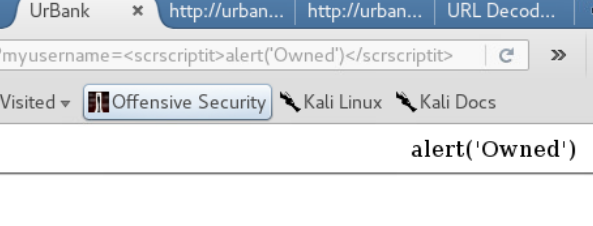 UrBank × http://urban... http://urban... URL Decod...
?myusername=<scrscriptit>alert('Owned')</scrscriptit>
Visited Offensive Security Kali Linux Kali Docs
alert('Owned')